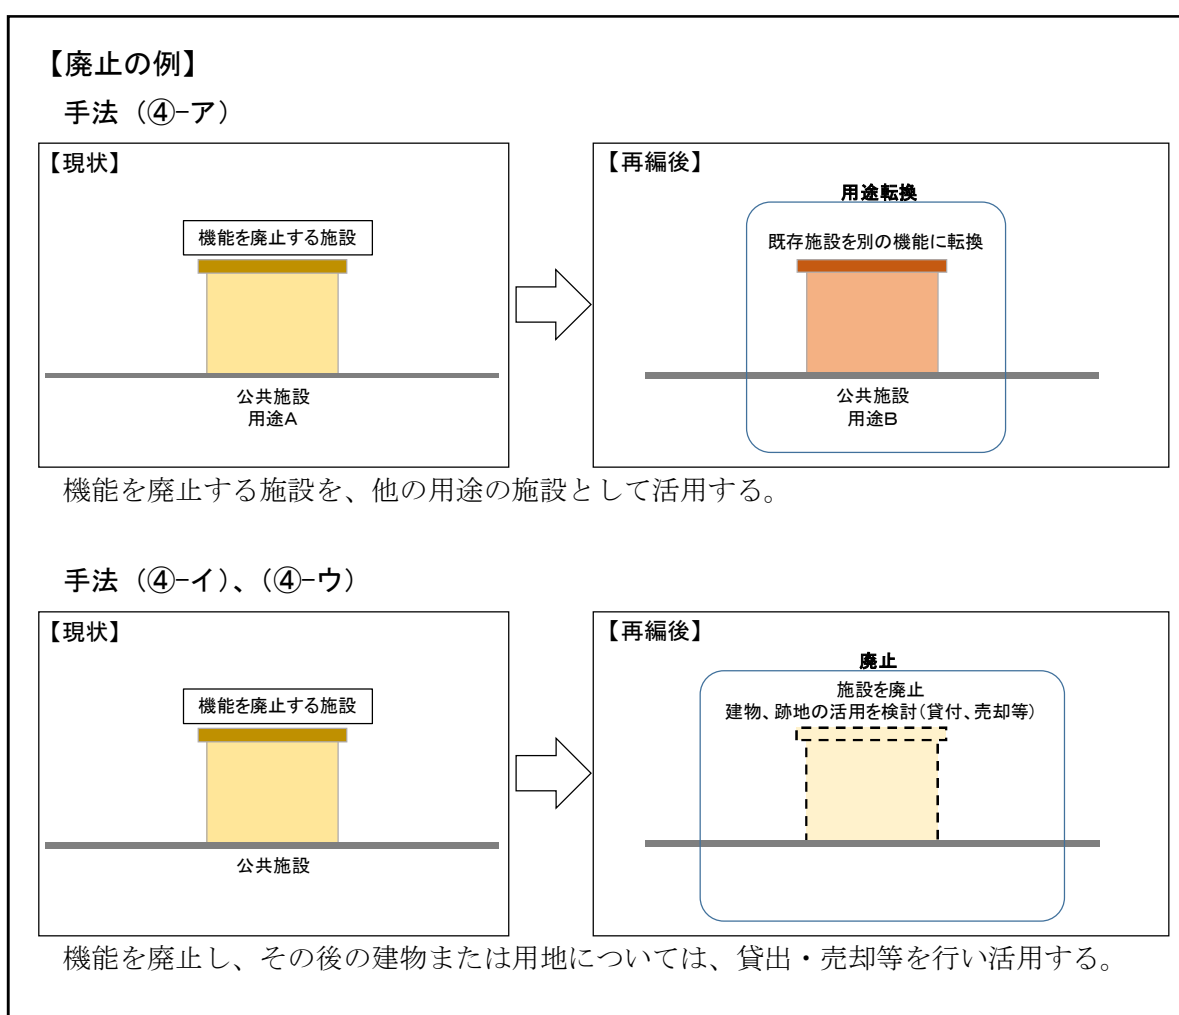 【廃止の例】
手法（④-ア）
【現状】
機能を廃止する施設
公共施設
用途A
【再編後】
用途転換
既存施設を別の機能に転換
公共施設
用途B
機能を廃止する施設を、他の用途の施設として活用する。
手法（④-イ）、（④-ウ）
【現状】
機能を廃止する施設
公共施設
【再編後】
廃止
施設を廃止
建物、跡地の活用を検討（貸付、売却等）
機能を廃止し、その後の建物または用地については、貸出・売却等を行い活用する。